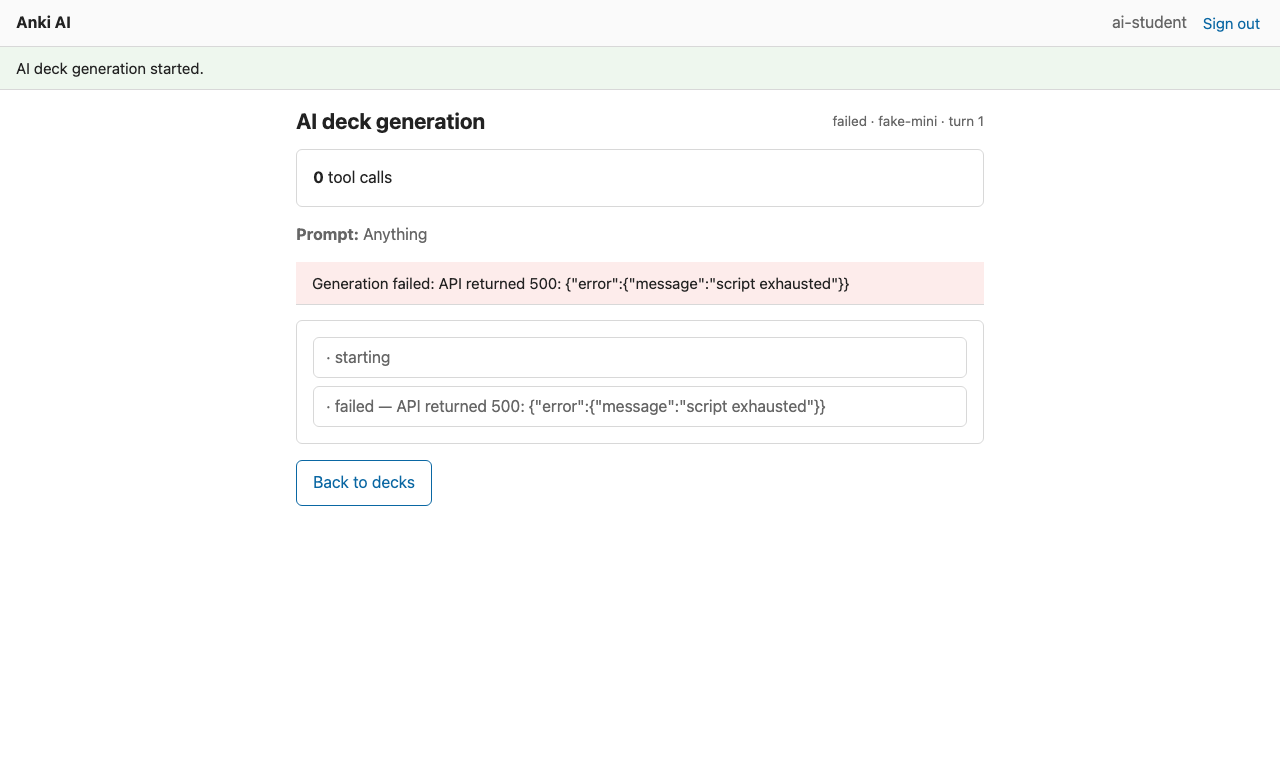 Anki AI
ai-student
Sign out
AI deck generation started.
AI deck generation
failed · fake-mini · turn 1
0 tool calls
Prompt: Anything
Generation failed: API returned 500: {"error":{"message":"script exhausted"}}
· starting
· failed — API returned 500: {"error":{"message":"script exhausted"}}
Back to decks